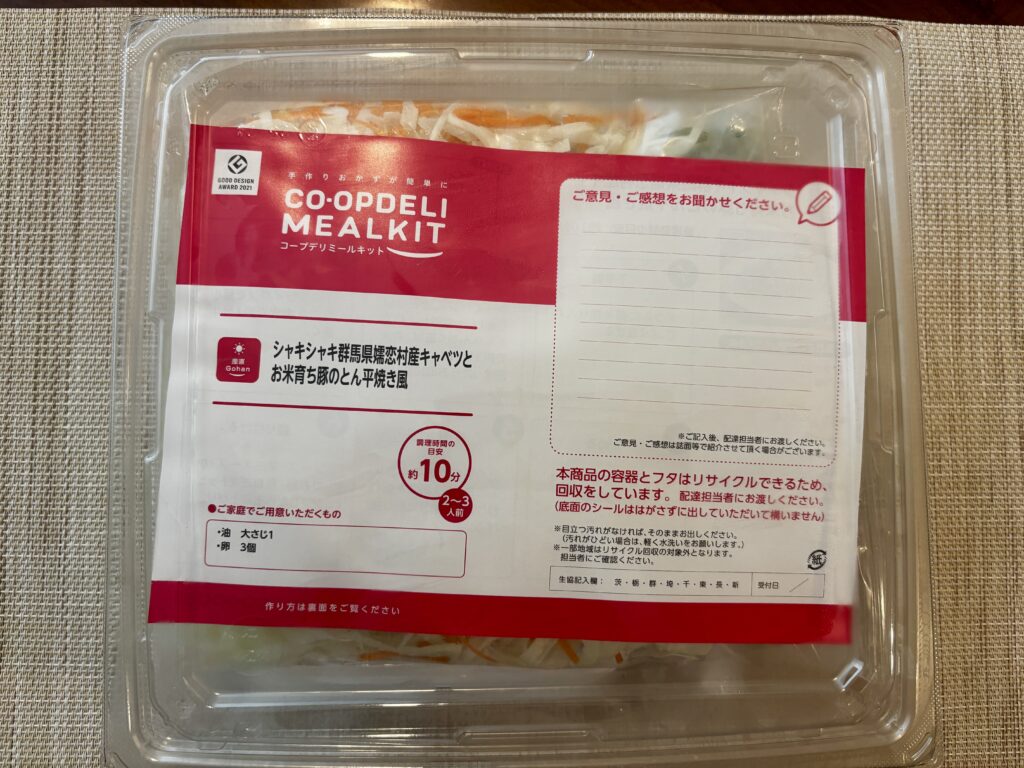 GOOD DESIGN
AWARD 2021
手作りおかずが簡単に
CO·OPDELI
MEALKIT
コープデリミールキット
産直
Gohan
シャキシャキ群馬県嬬恋村産キャベツと
お米育ち豚のとん平焼き風
調理時間の
目安
約10分
2〜3
人前
●ご家庭でご用意いただくもの
・油 大さじ1
・卵 3個
作り方は裏面をご覧ください
ご意見・ご感想をお聞かせください。
※ご記入後、配達担当者にお渡しください。
ご意見・ご感想は誌面等で紹介させて頂く場合がございます。
本商品の容器とフタはリサイクルできるため、
回収をしています。配達担当者にお渡しください。
(底面のシールははがさずに出していただいて構いません)
※目立つ汚れがなければ、そのままお出しください。
(汚れがひどい場合は、軽く水洗いをお願いします。)
※一部地域はリサイクル回収の対象外となります。
担当者にご確認ください。
紙
生協記入欄： 茨・栃・群・埼・千・東・長・新
受付日 ／